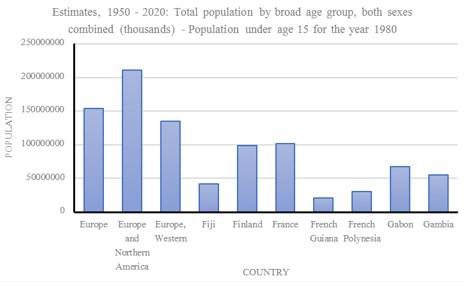 Estimates, 1950 - 2020: Total population by broad age group, both sexes
combined (thousands) - Population under age 15 for the year 1980
POPULATION
250000000
200000000
150000000
100000000
50000000
0
Europe
Europe
and
Northern
America
Europe,
Western
Fiji
Finland
France
French
Guiana
French
Polynesia
Gabon
Gambia
COUNTRY